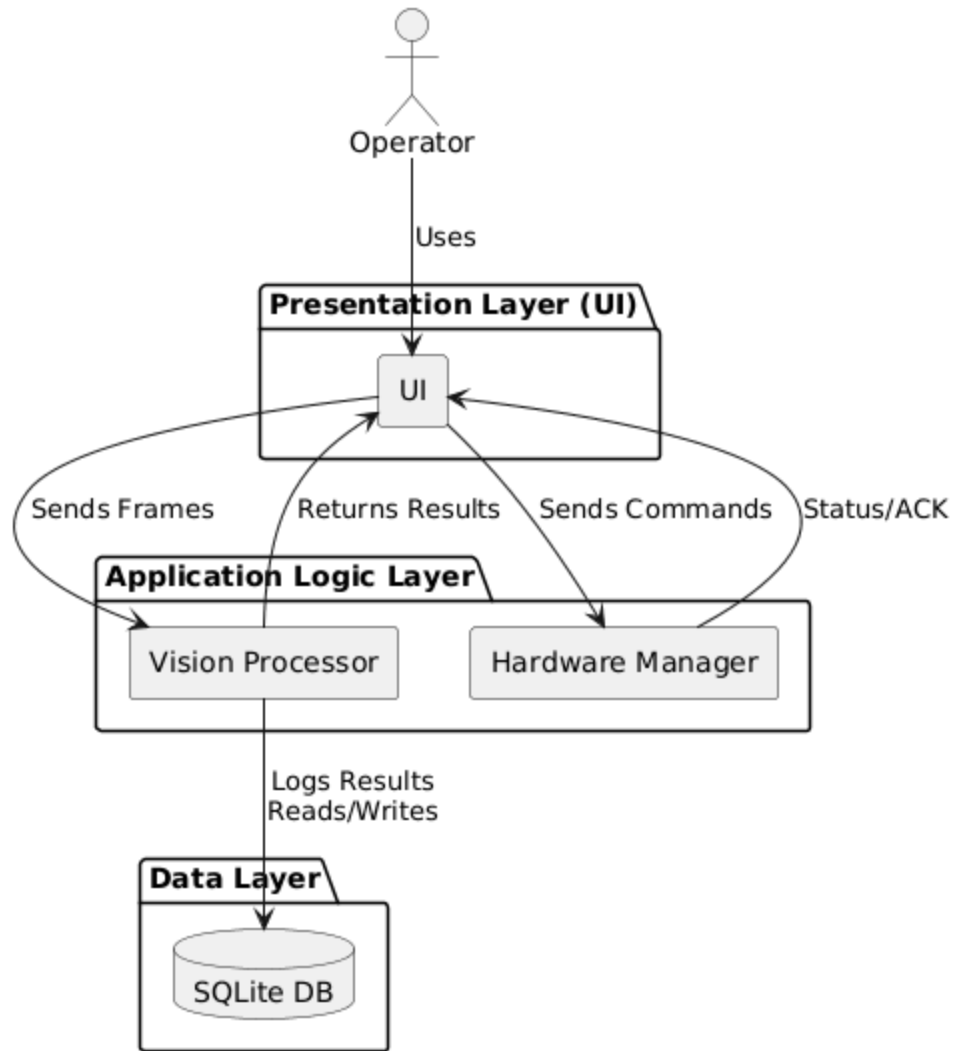 Operator
Uses
Presentation Layer (UI)
UI
Sends Frames
Returns Results
Sends Commands
Status/ACK
Application Logic Layer
Vision Processor
Hardware Manager
Logs Results
Reads/Writes
Data Layer
SQLite DB